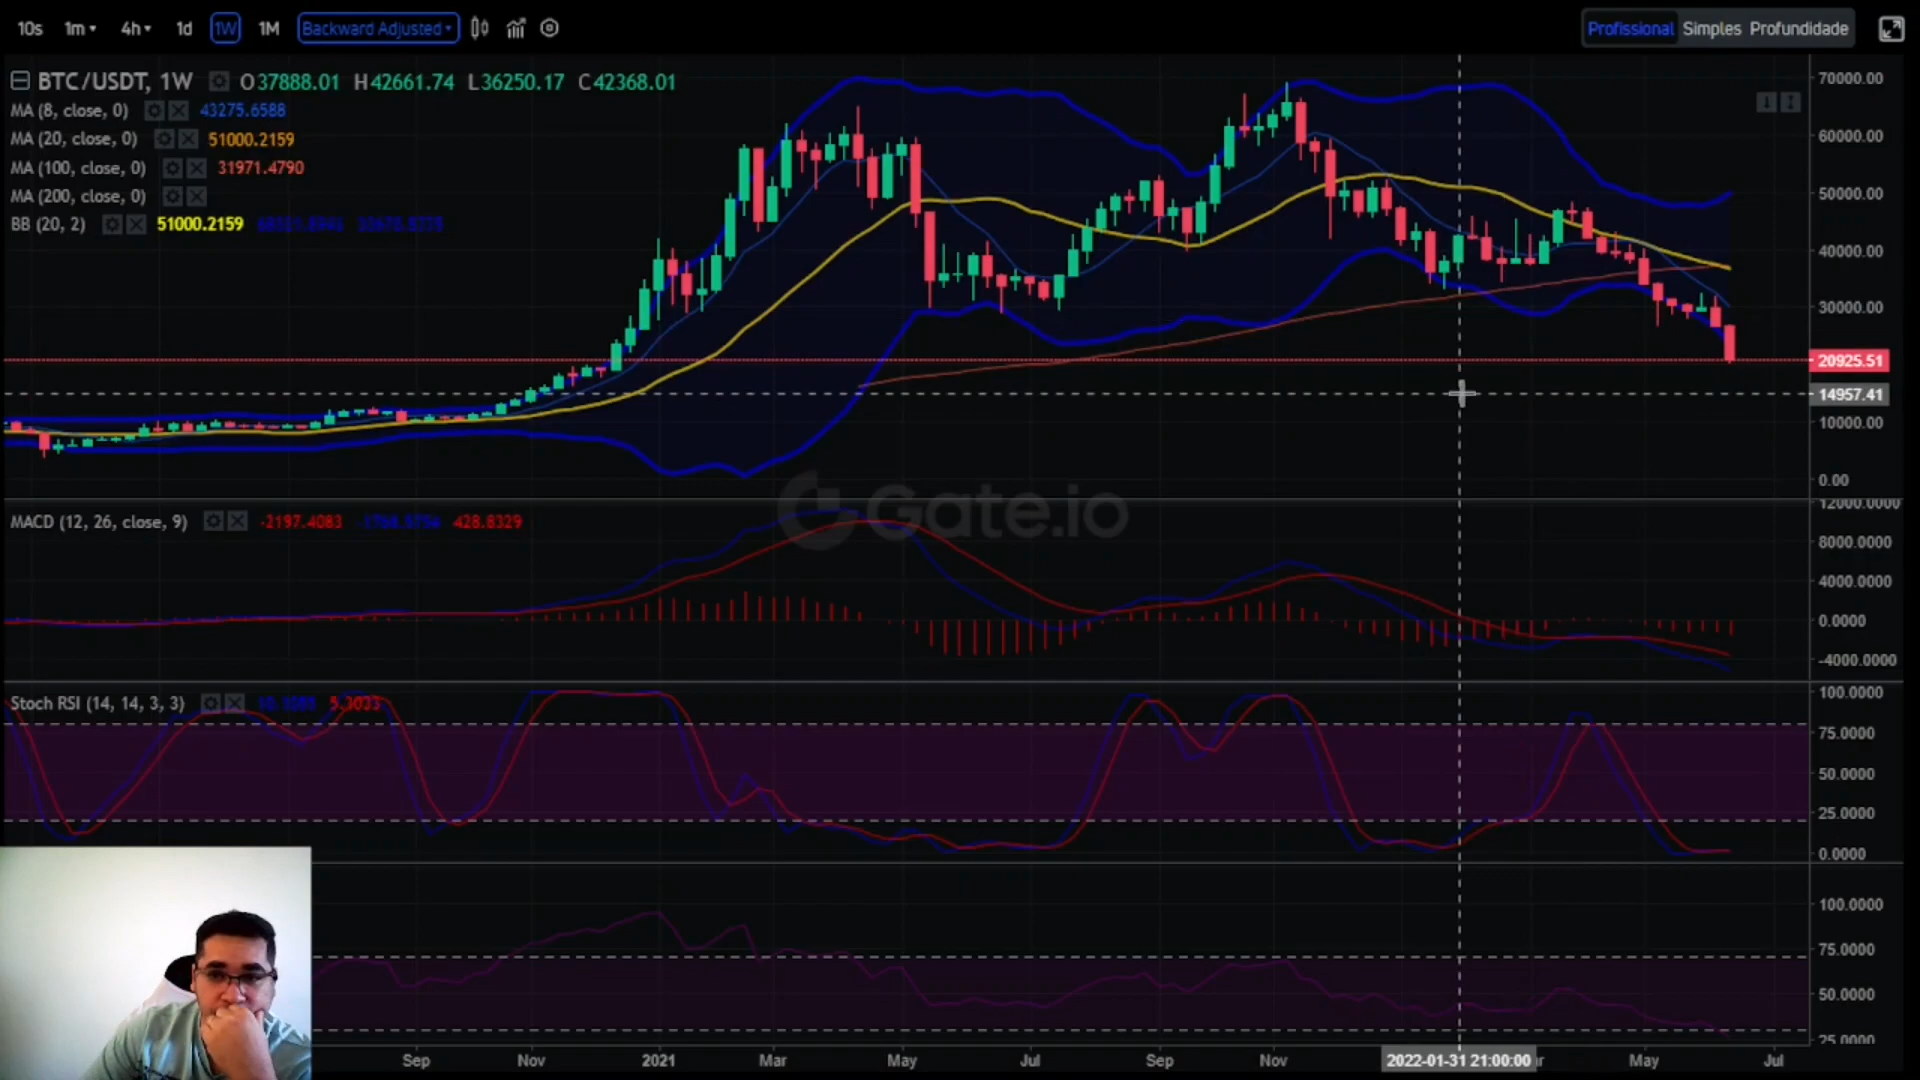 10s 1m 4h 1d 1W 1M Backward Adjusted Profissional Simples Profundidade
BTC/USDT, 1W O37888.01 H42661.74 L36250.17 C42368.01
MA (8, close, 0) 43275.6588
MA (20, close, 0) 51000.2159
MA (100, close, 0) 31971.4790
MA (200, close, 0)
BB (20, 2) 51000.2159
70000.00
60000.00
50000.00
40000.00
30000.00
20925.51
14957.41
10000.00
0.00
Gate.io
MACD (12, 26, close, 9) -2197.4083 428.8329
12000.0000
8000.0000
4000.0000
0.0000
-4000.0000
Stoch RSI (14, 14, 3, 3) 5.3033
100.0000
75.0000
50.0000
25.0000
0.0000
100.0000
75.0000
50.0000
25.0000
Sep Nov 2021 Mar May Jul Sep Nov 2022-01-31 21:00:00 May Jul